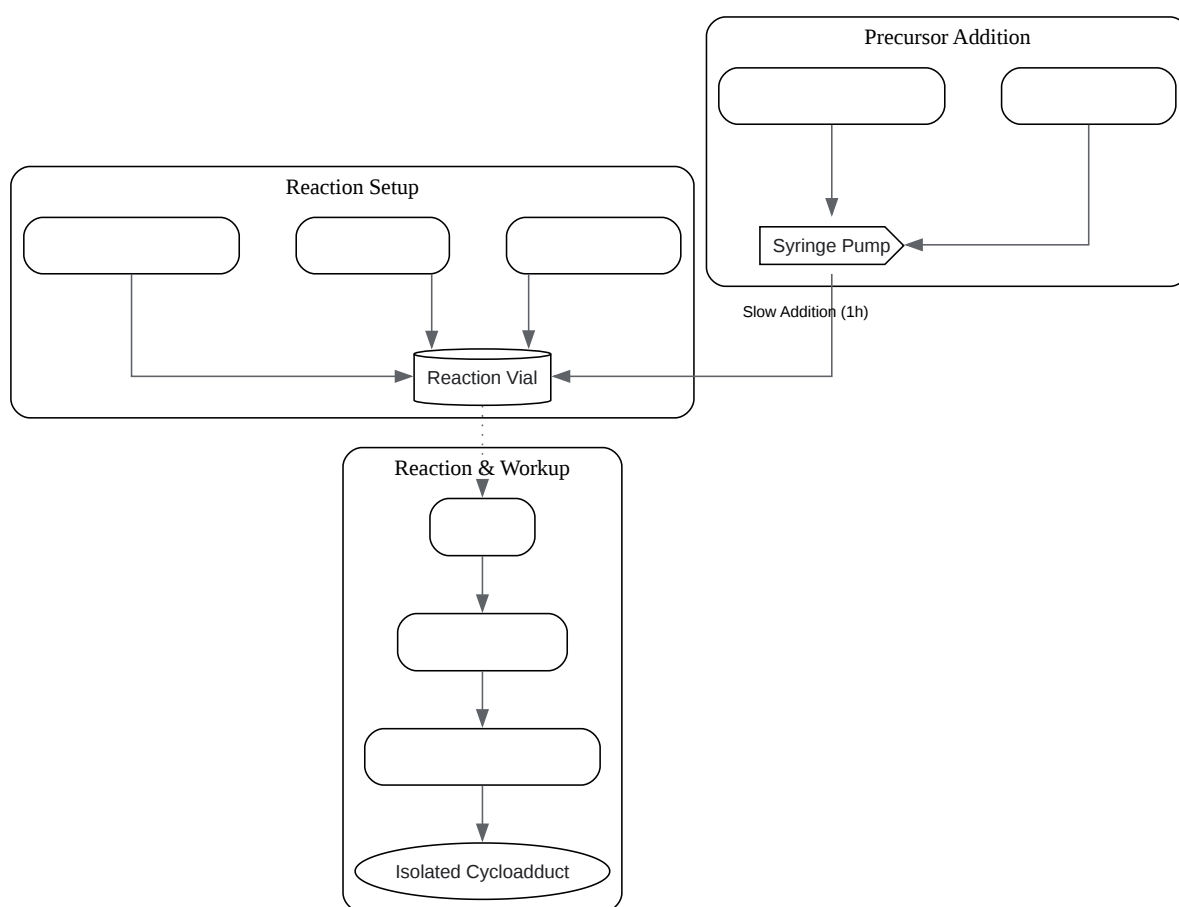 Precursor Addition
Reaction Setup
Syringe Pump
Slow Addition (1h)
Reaction Vial
Reaction & Workup
Isolated Cycloadduct